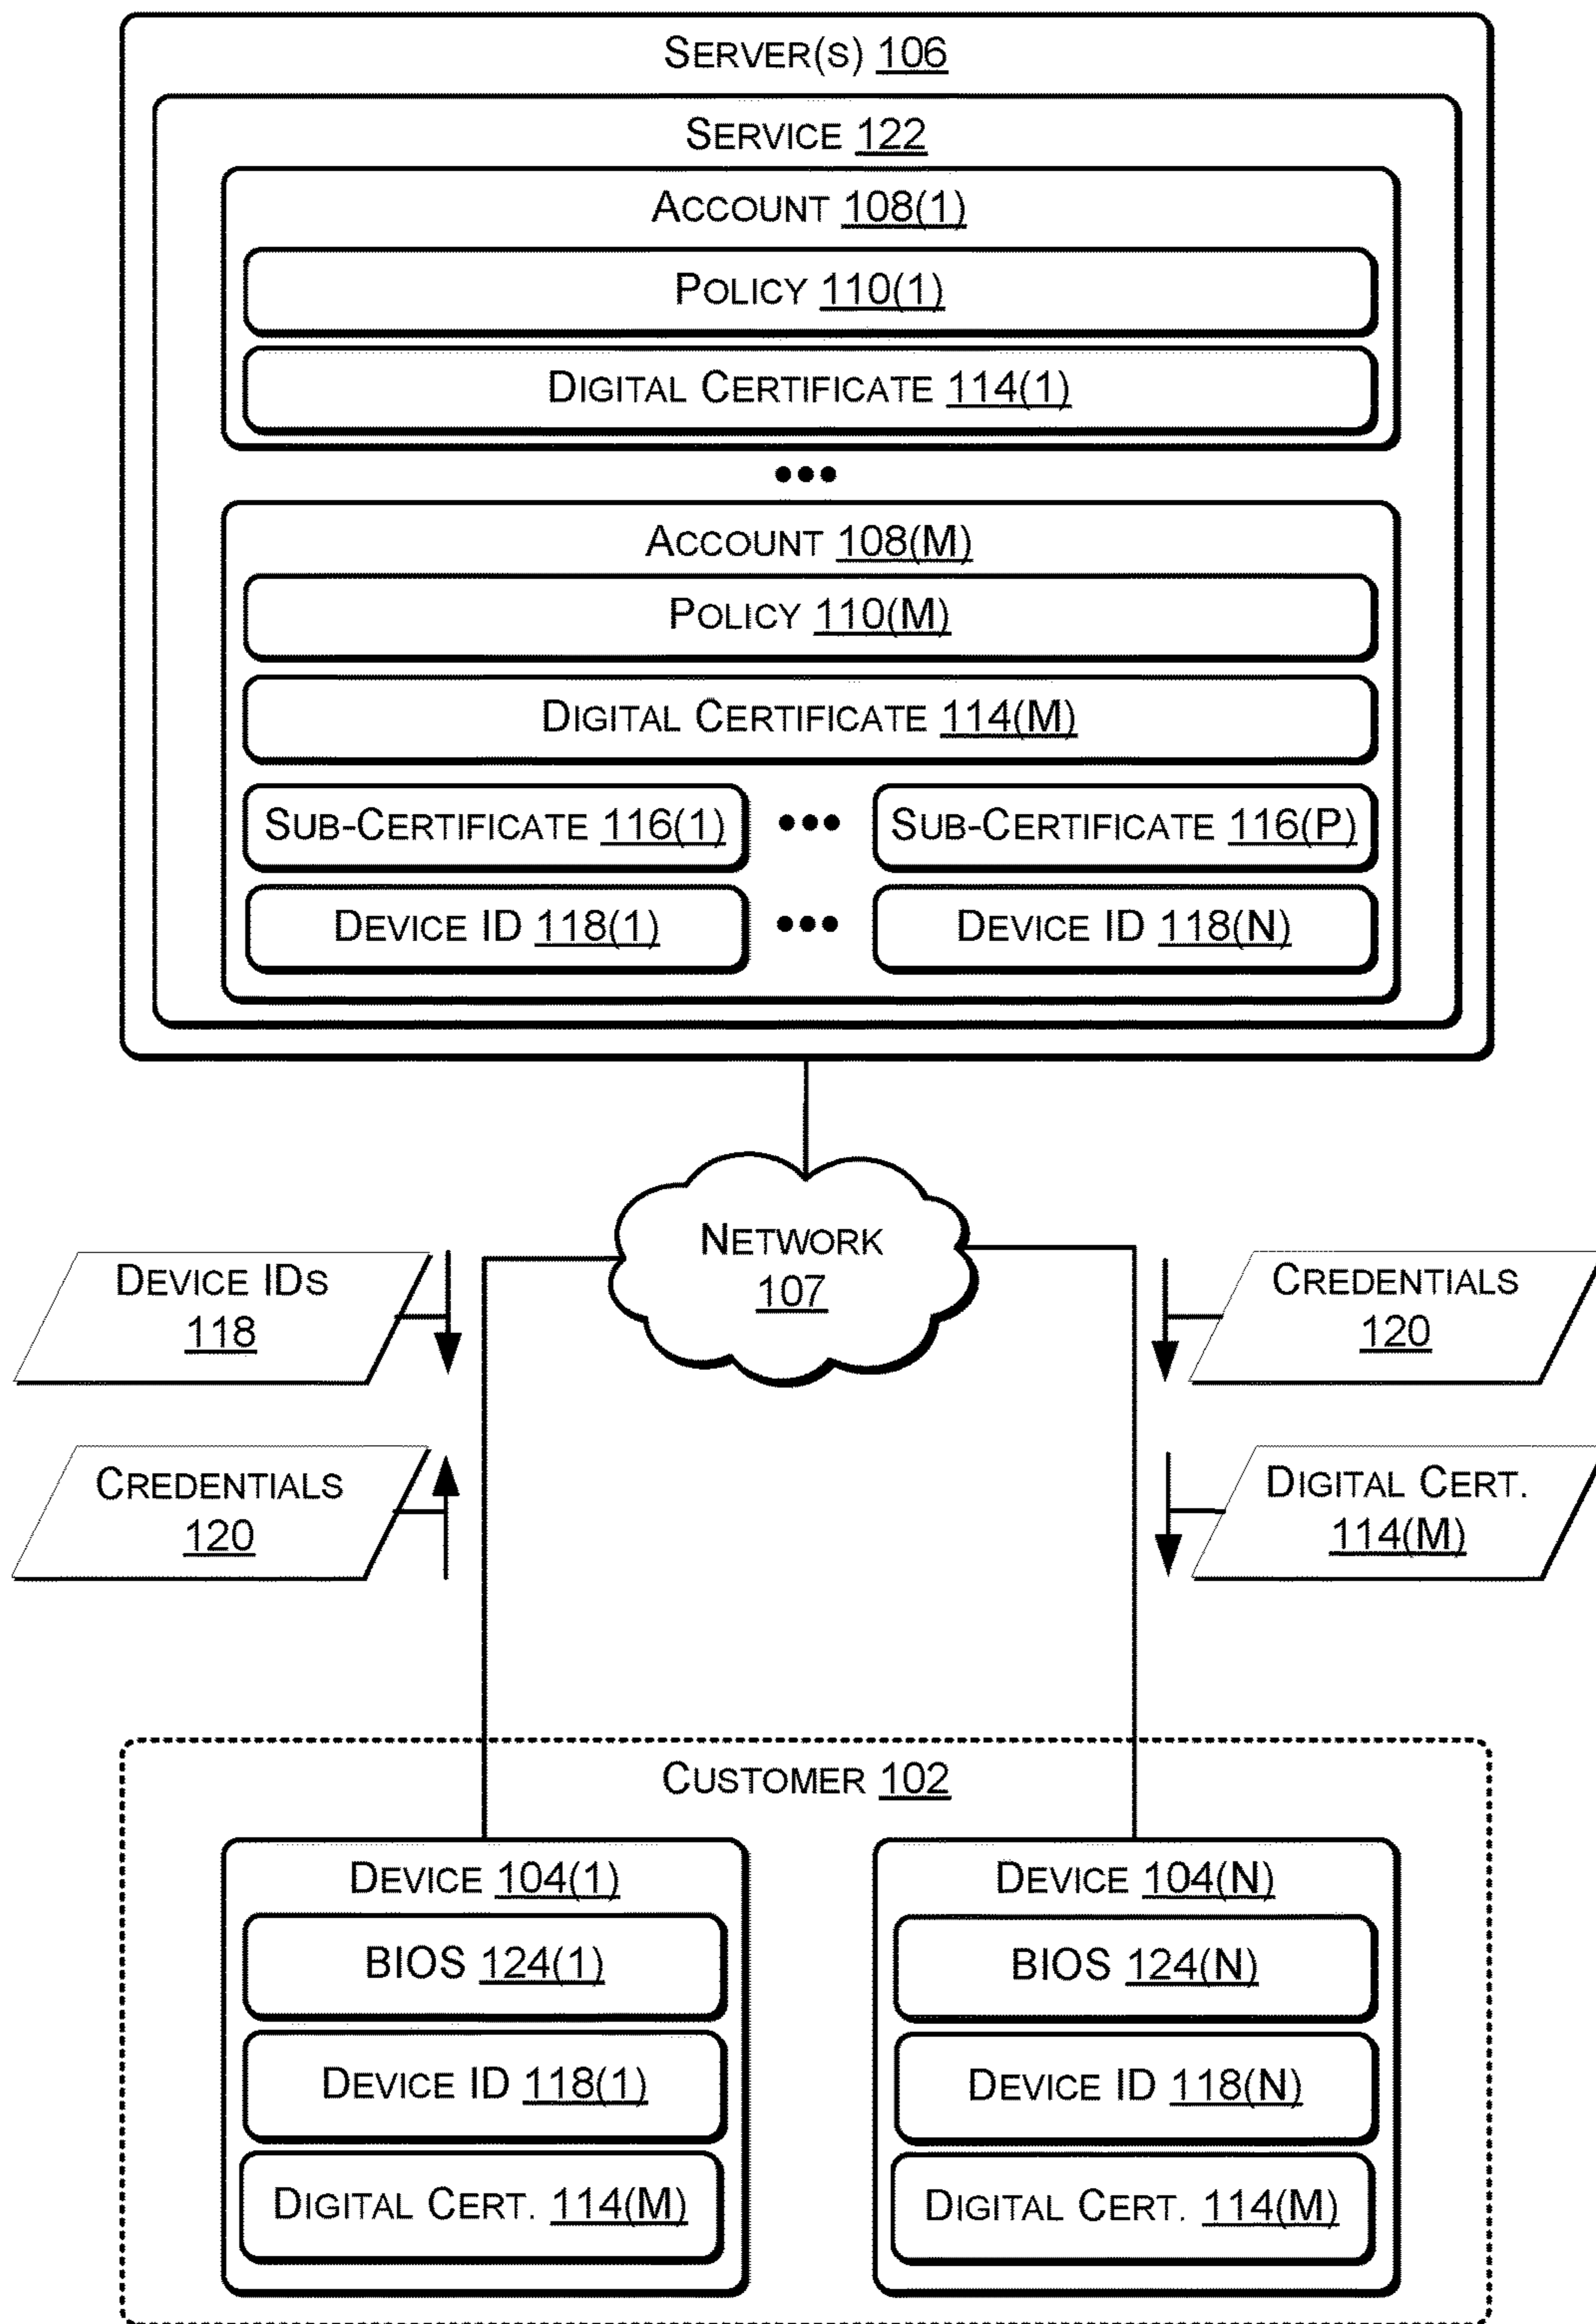 SERVER(S) 106
SERVICE 122
ACCOUNT 108(1)
POLICY 110(1)
DIGITAL CERTIFICATE 114(1)
•••
ACCOUNT 108(M)
POLICY 110(M)
DIGITAL CERTIFICATE 114(M)
SUB-CERTIFICATE 116(1) ••• SUB-CERTIFICATE 116(P)
DEVICE ID 118(1) ••• DEVICE ID 118(N)
NETWORK
107
DEVICE IDS
118
CREDENTIALS
120
CREDENTIALS
120
DIGITAL CERT.
114(M)
CUSTOMER 102
DEVICE 104(1)
BIOS 124(1)
DEVICE ID 118(1)
DIGITAL CERT. 114(M)
DEVICE 104(N)
BIOS 124(N)
DEVICE ID 118(N)
DIGITAL CERT. 114(M)